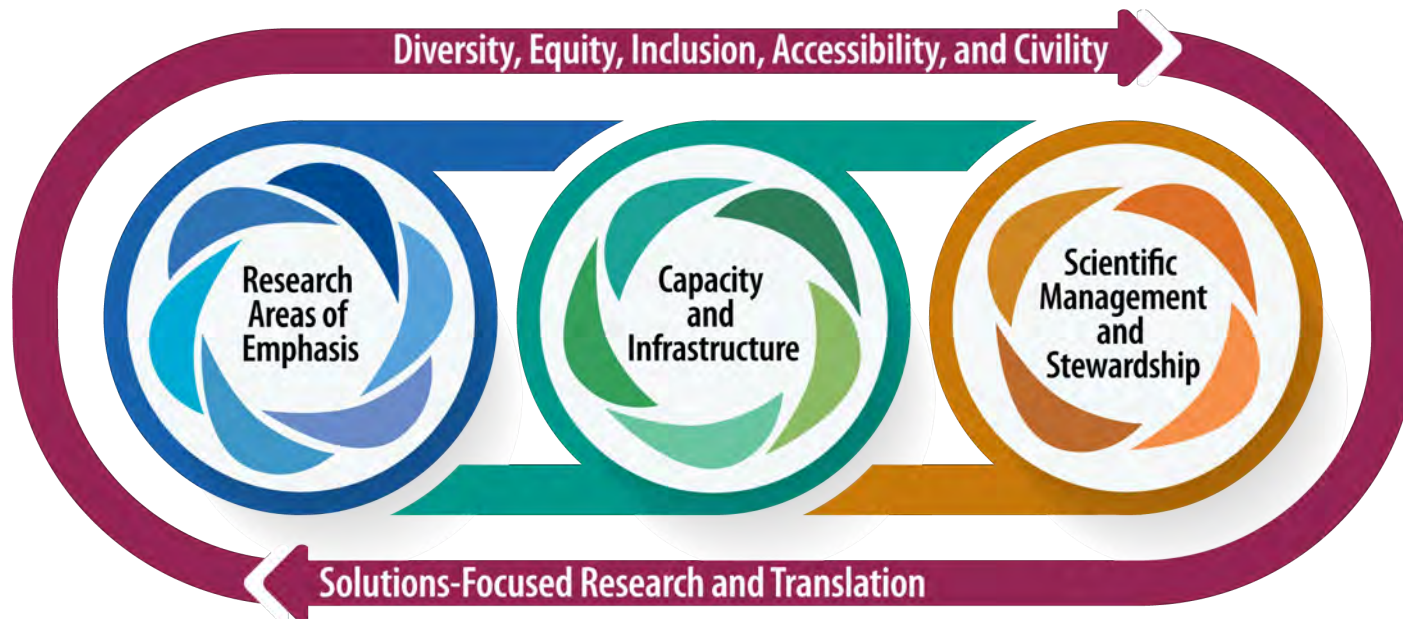 Diversity, Equity, Inclusion, Accessibility, and Civility
Research
Areas of
Emphasis
Capacity
and
Infrastructure
Scientific
Management
and
Stewardship
Solutions-Focused Research and Translation